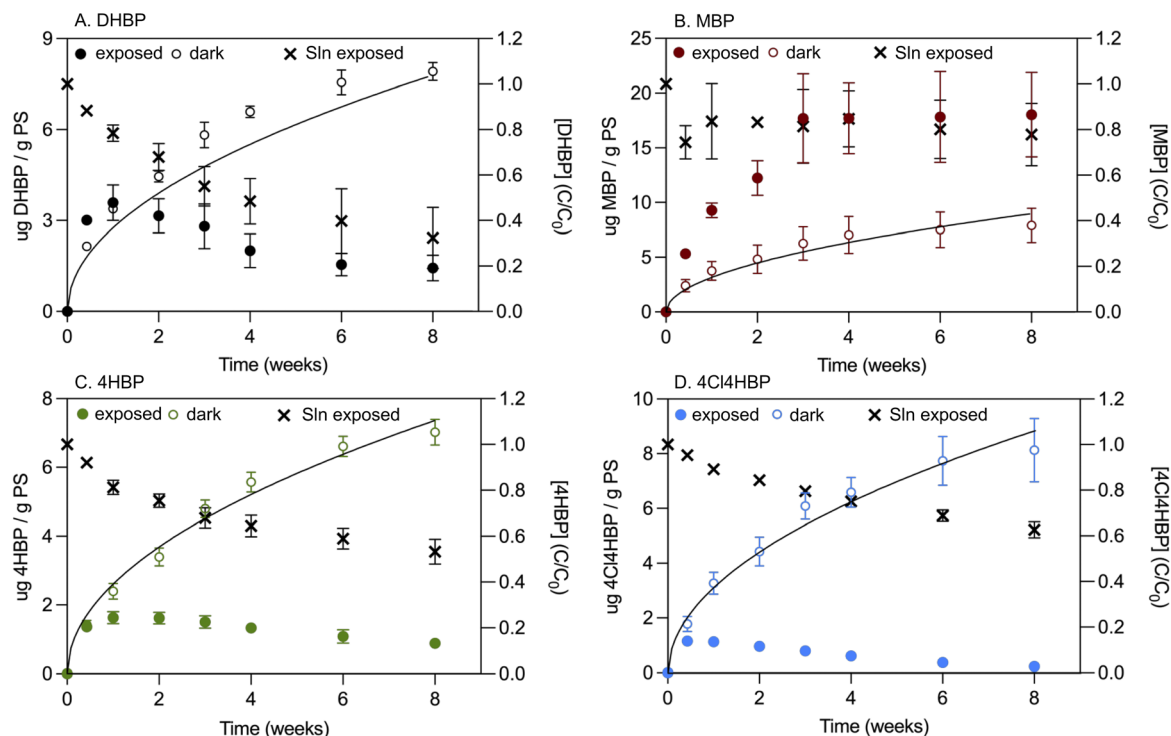 A. DHBP
exposed dark Sln exposed
9
6
3
0
ug DHBP / g PS
1.2
1.0
0.8
0.6
0.4
0.2
0.0
[DHBP] (C/C0)
0 2 4 6 8
Time (weeks)
B. MBP
exposed dark Sln exposed
25
20
15
10
5
0
ug MBP / g PS
1.2
1.0
0.8
0.6
0.4
0.2
0.0
[MBP] (C/C0)
0 2 4 6 8
Time (weeks)
C. 4HBP
exposed dark Sln exposed
8
6
4
2
0
ug 4HBP / g PS
1.2
1.0
0.8
0.6
0.4
0.2
0.0
[4HBP] (C/C0)
0 2 4 6 8
Time (weeks)
D. 4Cl4HBP
exposed dark Sln exposed
10
8
6
4
2
0
ug 4Cl4HBP / g PS
1.2
1.0
0.8
0.6
0.4
0.2
0.0
[4Cl4HBP] (C/C0)
0 2 4 6 8
Time (weeks)